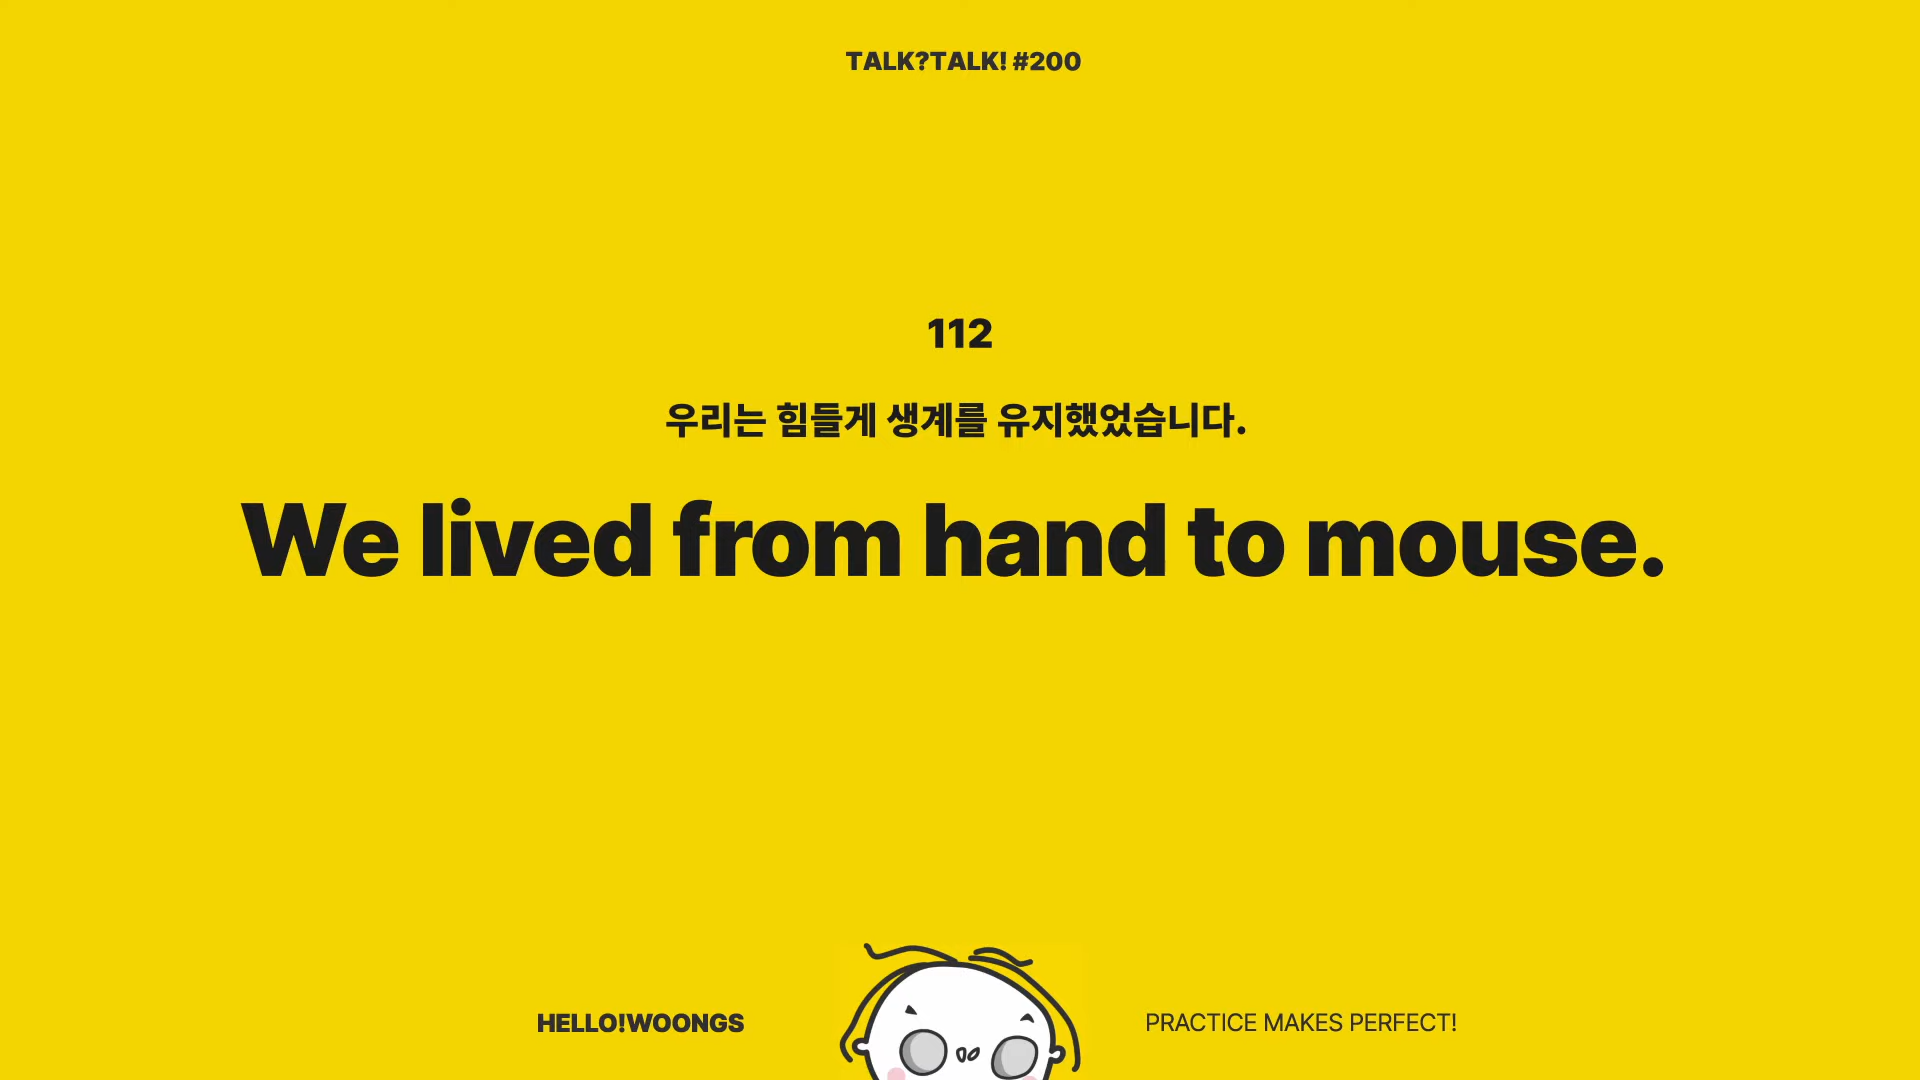 TALK?TALK! #200
112
우리는 힘들게 생계를 유지했었습니다.
We lived from hand to mouse.
HELLO!WOONGS
PRACTICE MAKES PERFECT!